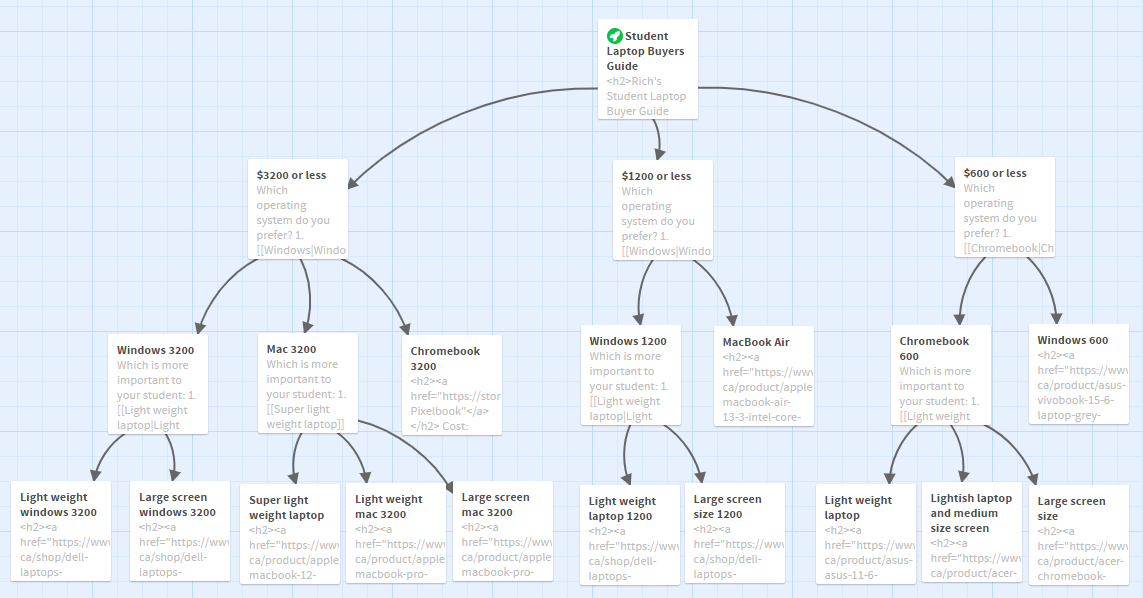 Student
Laptop Buyers
Guide
<h2>Rich's
Student Laptop
Buyer Guide
$3200 or less
Which
operating
system do you
prefer? 1.
[[Windows|Windo
$1200 or less
Which
operating
system do you
prefer? 1.
[[Windows|Windo
$600 or less
Which
operating
system do you
prefer? 1.
[[Chromebook|Ch
Windows 3200
Which is more
important to
your student: 1.
[[Light weight
laptop|Light
Mac 3200
Which is more
important to
your student: 1.
[[Super light
weight laptop]]
Chromebook
3200
<h2><a
href="https://stor
Pixelbook"</a>
</h2> Cost:
Windows 1200
Which is more
important to
your student: 1.
[[Light weight
laptop|Light
MacBook Air
<h2><a
href="https://www
ca/product/apple
macbook-air-
13-3-intel-core-
Chromebook
600
Which is more
important to
your student: 1.
[[Light weight
Windows 600
<h2><a
href="https://www
ca/product/asus-
vivobook-15-6-
laptop-grey-
Light weight
windows 3200
<h2><a
href="https://www
ca/shop/dell-
laptops-
Large screen
windows 3200
<h2><a
href="https://www
ca/shop/dell-
laptops-
Super light
weight laptop
<h2><a
href="https://www
ca/product/apple
macbook-12-
Light weight
mac 3200
<h2><a
href="https://www
ca/product/apple
macbook-pro-
Large screen
mac 3200
<h2><a
href="https://www
ca/product/apple
macbook-pro-
Light weight
laptop 1200
<h2><a
href="https://www
ca/shop/dell-
laptops-
Large screen
size 1200
<h2><a
href="https://www
ca/shop/dell-
laptops-
Light weight
laptop
<h2><a
href="https://www
ca/product/asus-
asus-11-6-
Lightish laptop
and medium
size screen
<h2><a
href="https://www
ca/product/acer-
Large screen
size
<h2><a
href="https://www
ca/product/acer-
chromebook-